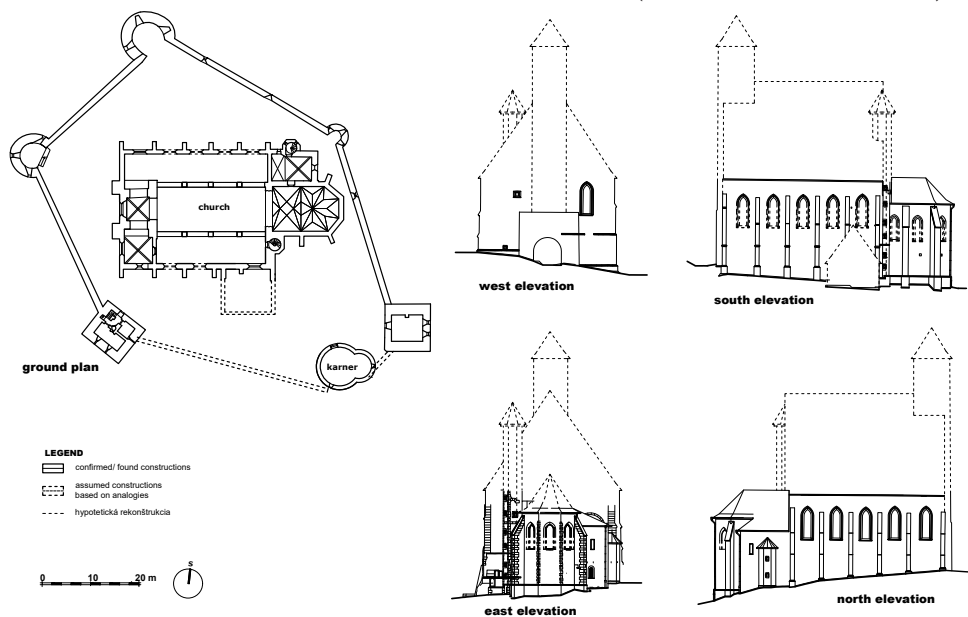 church
karner
ground plan
west elevation
south elevation
east elevation
north elevation
LEGEND
confirmed/ found constructions
assumed constructions
based on analogies
hypotetická rekonštrukcia
0 10 20 m
S